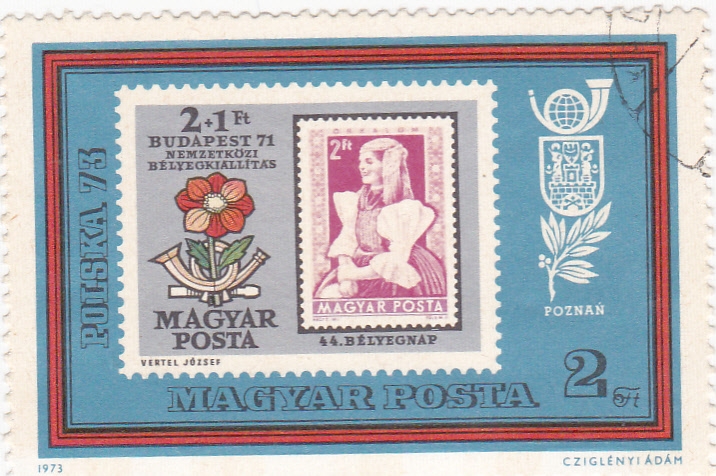 POLSKA 73
2+1 Ft
BUDAPEST 71
NEMZETKÖZI
BÉLYEGKIÁLLÍTÁS
MAGYAR
POSTA
VERTEL JÓZSEF
2Ft
MAGYAR POSTA
44. BÉLYEGNAP
POZNAŃ
MAGYAR POSTA
2 Ft
1973
CZIGLÉNYI ÁDÁM